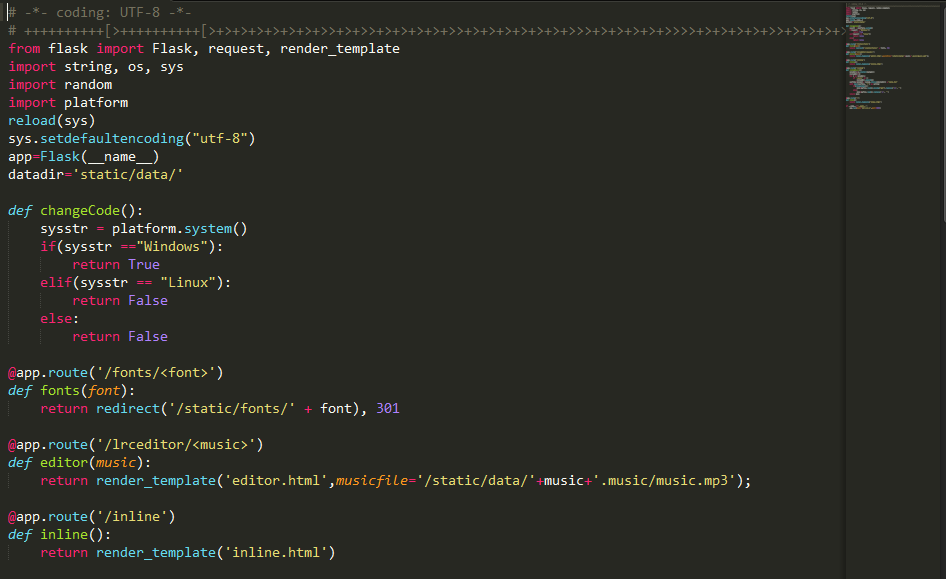 # -*- coding: UTF-8 -*-
from flask import Flask, request, render_template
import string, os, sys
import random
import platform
reload(sys)
sys.setdefaultencoding("utf-8")
app=Flask(__name__)
datadir='static/data/'
def changeCode():
sysstr = platform.system()
if(sysstr =="Windows"):
return True
elif(sysstr == "Linux"):
return False
else:
return False
@app.route('/fonts/<font>')
def fonts(font):
return redirect('/static/fonts/' + font), 301
@app.route('/lrceditor/<music>')
def editor(music):
return render_template('editor.html',musicfile='/static/data/'+music+'.music/music.mp3');
@app.route('/inline')
def inline():
return render_template('inline.html')